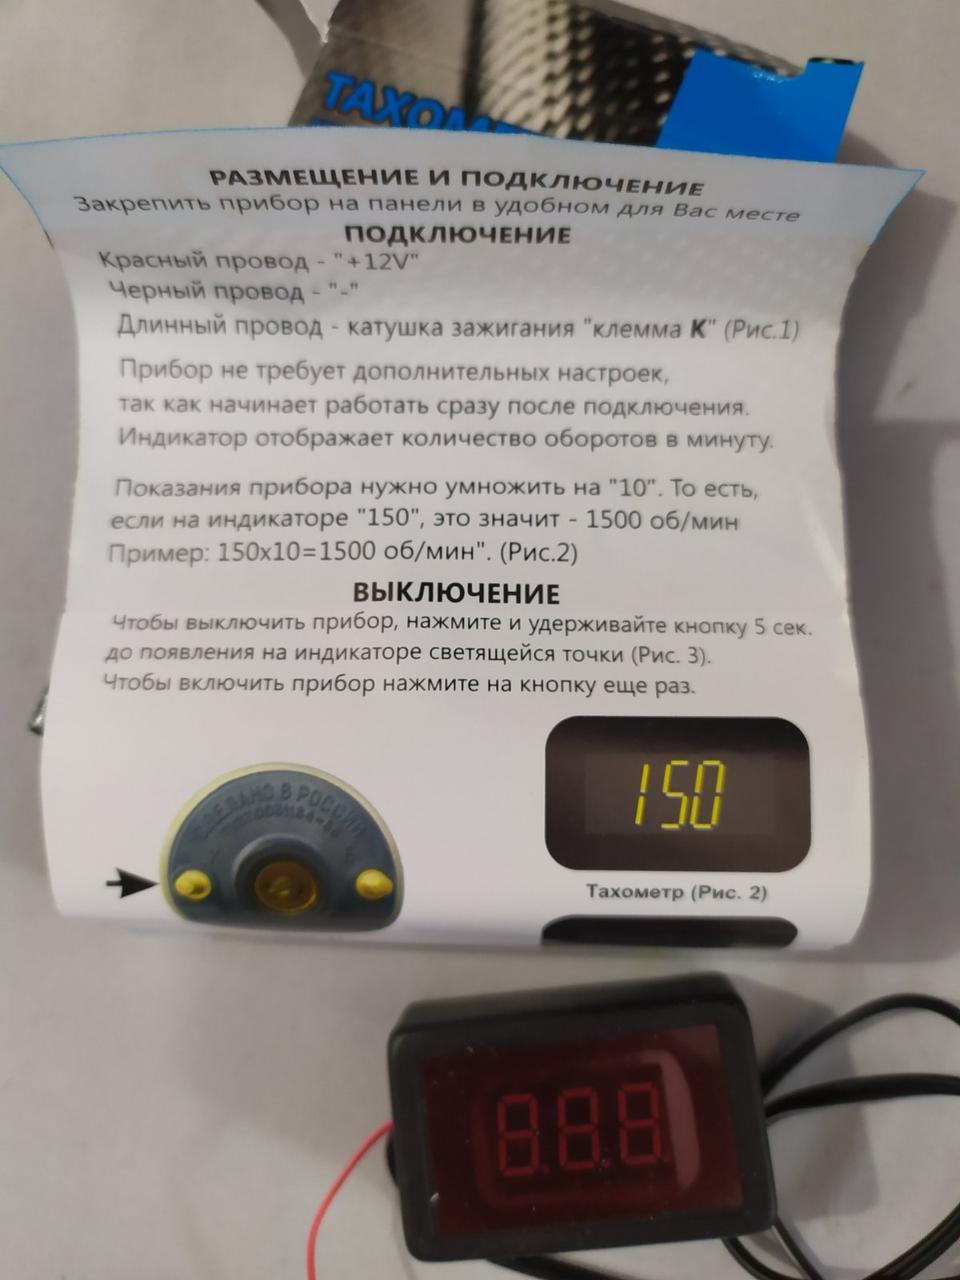 ТАХОМЕ
РАЗМЕЩЕНИЕ И ПОДКЛЮЧЕНИЕ
Закрепить прибор на панели в удобном для Вас месте
ПОДКЛЮЧЕНИЕ
Красный провод - "+12V"
Черный провод - "-"
Длинный провод - катушка зажигания "клемма К" (Рис.1)
Прибор не требует дополнительных настроек,
так как начинает работать сразу после подключения.
Индикатор отображает количество оборотов в минуту.
Показания прибора нужно умножить на "10". То есть,
если на индикаторе "150", это значит - 1500 об/мин
Пример: 150x10=1500 об/мин". (Рис.2)
ВЫКЛЮЧЕНИЕ
Чтобы выключить прибор, нажмите и удерживайте кнопку 5 сек.
до появления на индикаторе светящейся точки (Рис. 3).
Чтобы включить прибор нажмите на кнопку еще раз.
СДЕЛАНО В РОССИИ
150
Тахометр (Рис. 2)
8.8.8.